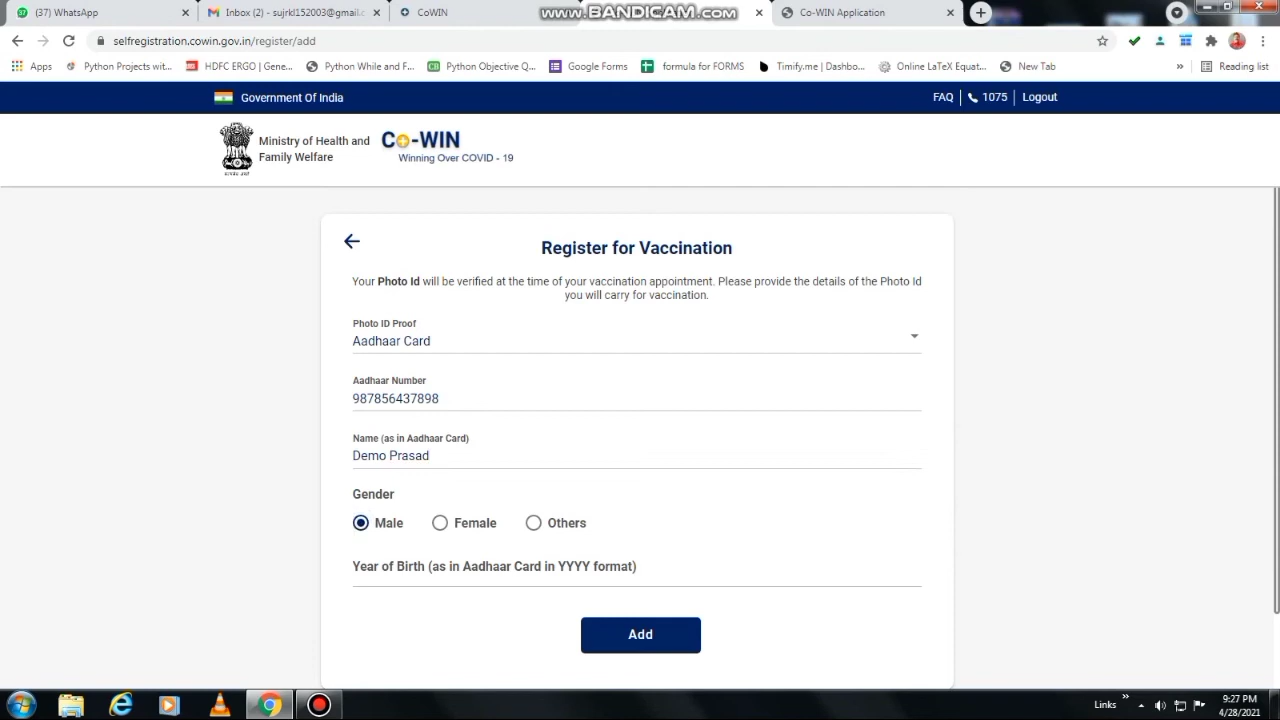 (37) WhatsApp
Inbox (2) - sujrkl152003@gmail.c
CoWIN
www.BANDICAM.com
Co-WIN Application
selfregistration.cowin.gov.in/register/add
Apps
Python Projects wit...
HDFC ERGO | Gene...
Python While and F...
Python Objective Q...
Google Forms
formula for FORMS
Timify.me | Dashbo...
Online LaTeX Equat...
New Tab
»
Reading list
Government Of India
FAQ
1075
Logout
Ministry of Health and
Family Welfare
Co-WIN
Winning Over COVID - 19
Register for Vaccination
Your Photo Id will be verified at the time of your vaccination appointment. Please provide the details of the Photo Id
you will carry for vaccination.
Photo ID Proof
Aadhaar Card
Aadhaar Number
987856437898
Name (as in Aadhaar Card)
Demo Prasad
Gender
Male
Female
Others
Year of Birth (as in Aadhaar Card in YYYY format)
Add
Links
»
9:27 PM
4/28/2021